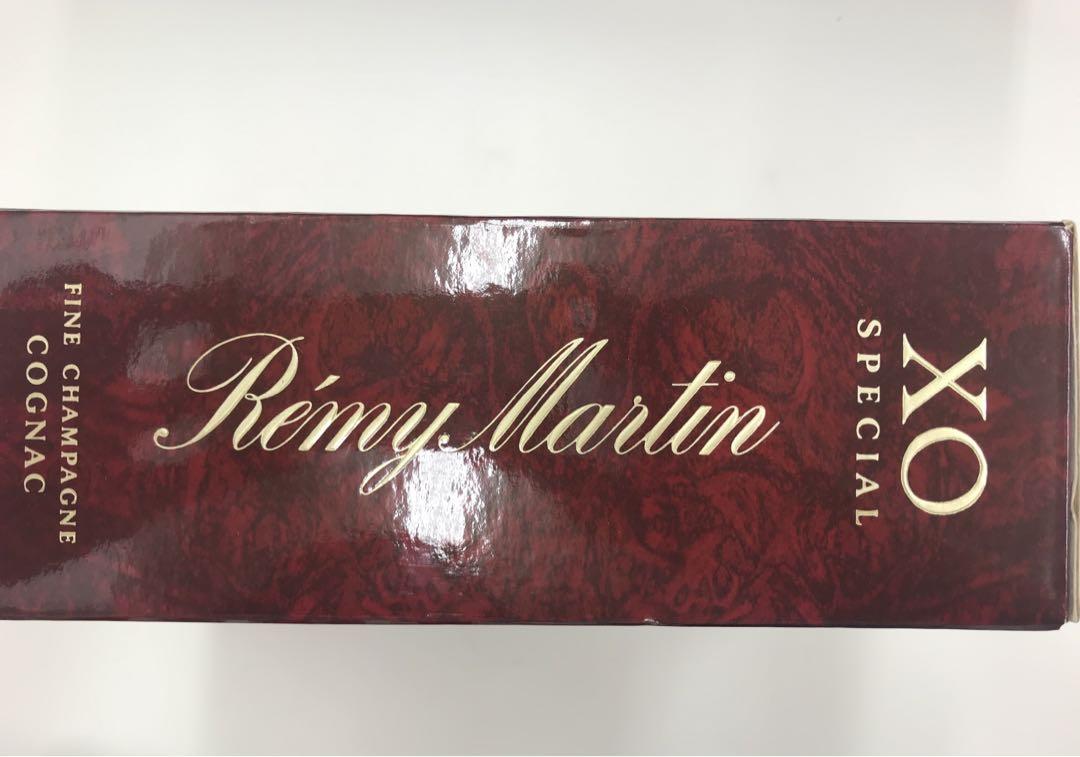 XO
SPECIAL
Rémy Martin
FINE CHAMPAGNE
COGNAC